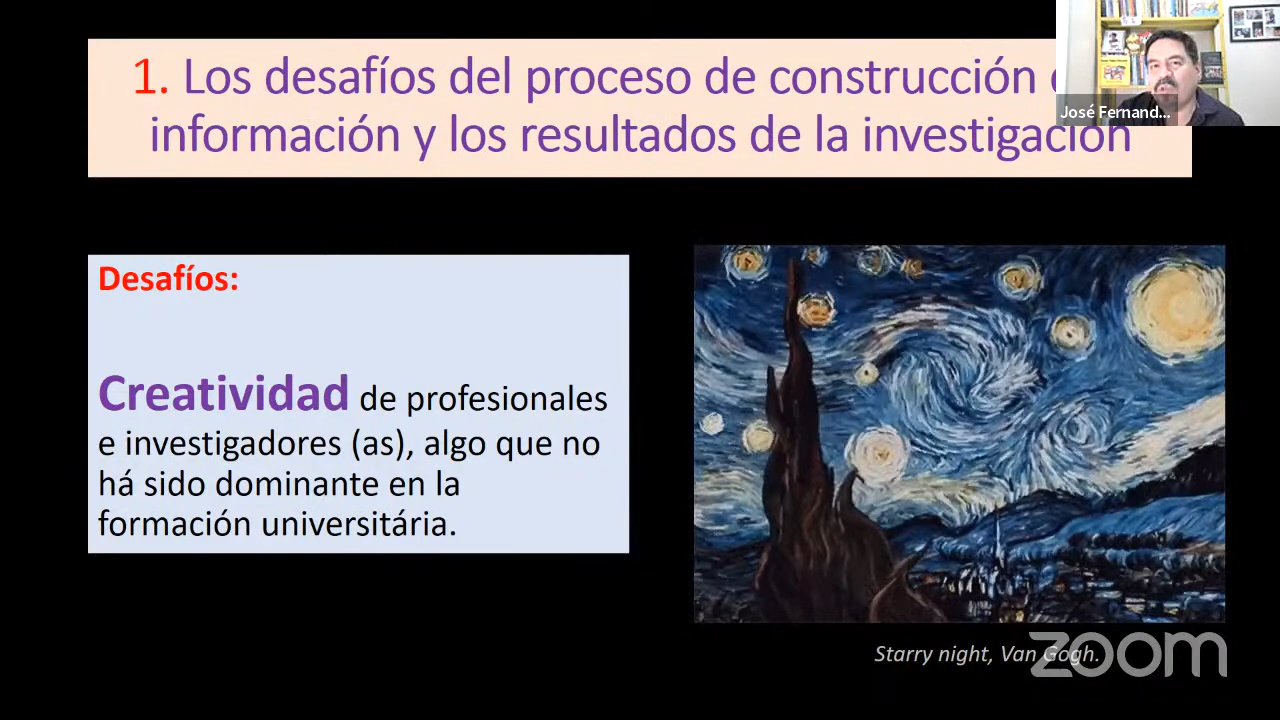 1. Los desafíos del proceso de construcción
información y los resultados de la investigación
José Fernand...
Desafíos:
Creatividad de profesionales
e investigadores (as), algo que no
há sido dominante en la
formación universitária.
Starry night, Van Gogh.
zoom